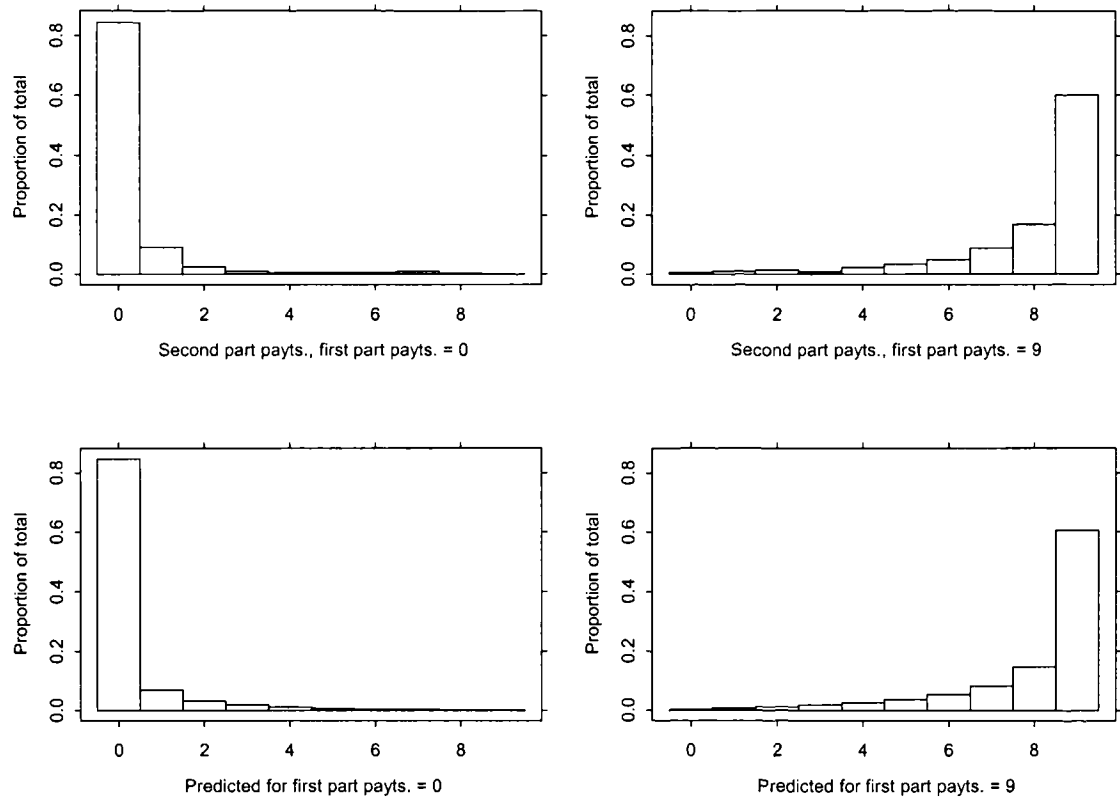 Proportion of total
0.0 0.2 0.4 0.6 0.8
0 2 4 6 8
Second part payts., first part payts. = 0
Proportion of total
0.0 0.2 0.4 0.6 0.8
0 2 4 6 8
Second part payts., first part payts. = 9
Proportion of total
0.0 0.2 0.4 0.6 0.8
0 2 4 6 8
Predicted for first part payts. = 0
Proportion of total
0.0 0.2 0.4 0.6 0.8
0 2 4 6 8
Predicted for first part payts. = 9